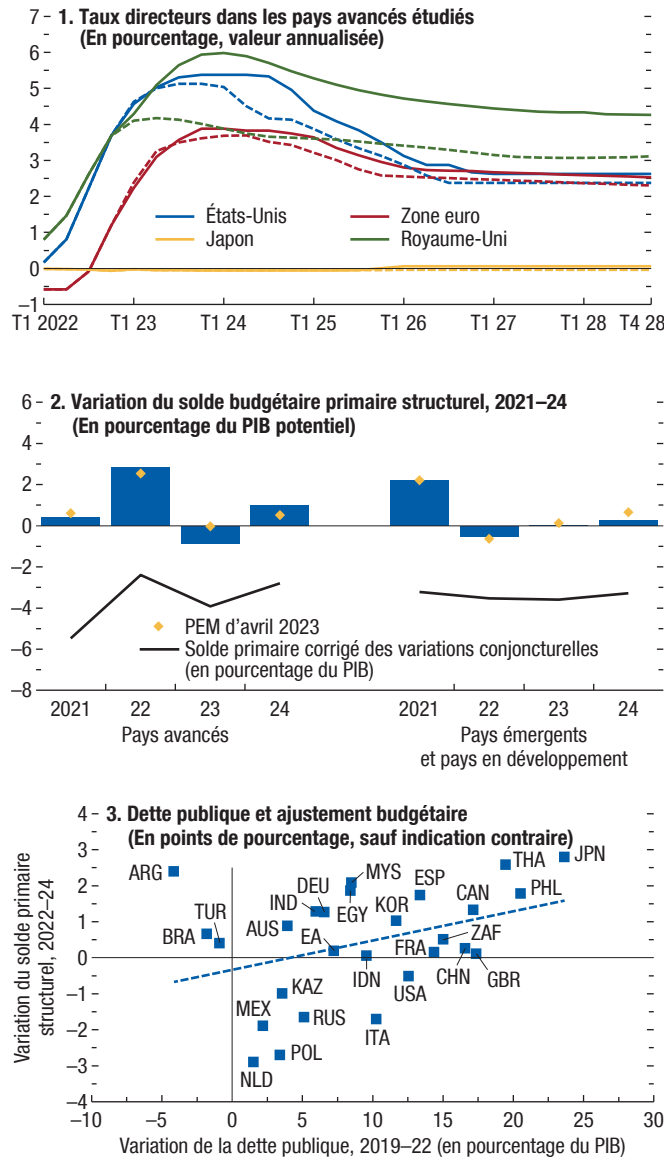 1. Taux directeurs dans les pays avancés étudiés
(En pourcentage, valeur annualisée)
7
6
5
4
3
2
1
0
–1
États-Unis
Zone euro
Japon
Royaume-Uni
T1 2022
T1 23
T1 24
T1 25
T1 26
T1 27
T1 28
T4 28
2. Variation du solde budgétaire primaire structurel, 2021–24
(En pourcentage du PIB potentiel)
6
4
2
0
–2
–4
–6
–8
PEM d'avril 2023
Solde primaire corrigé des variations conjoncturelles
(en pourcentage du PIB)
2021
22
23
24
2021
22
23
24
Pays avancés
Pays émergents
et pays en développement
3. Dette publique et ajustement budgétaire
(En points de pourcentage, sauf indication contraire)
Variation du solde primaire
structurel, 2022–24
4
3
2
1
0
–1
–2
–3
–4
ARG
BRA
TUR
AUS
IND
DEU
MYS
EGY
EA
KOR
ESP
CAN
THA
JPN
PHL
ZAF
FRA
IDN
USA
CHN
GBR
KAZ
MEX
RUS
ITA
POL
NLD
–10
–5
0
5
10
15
20
25
30
Variation de la dette publique, 2019–22 (en pourcentage du PIB)